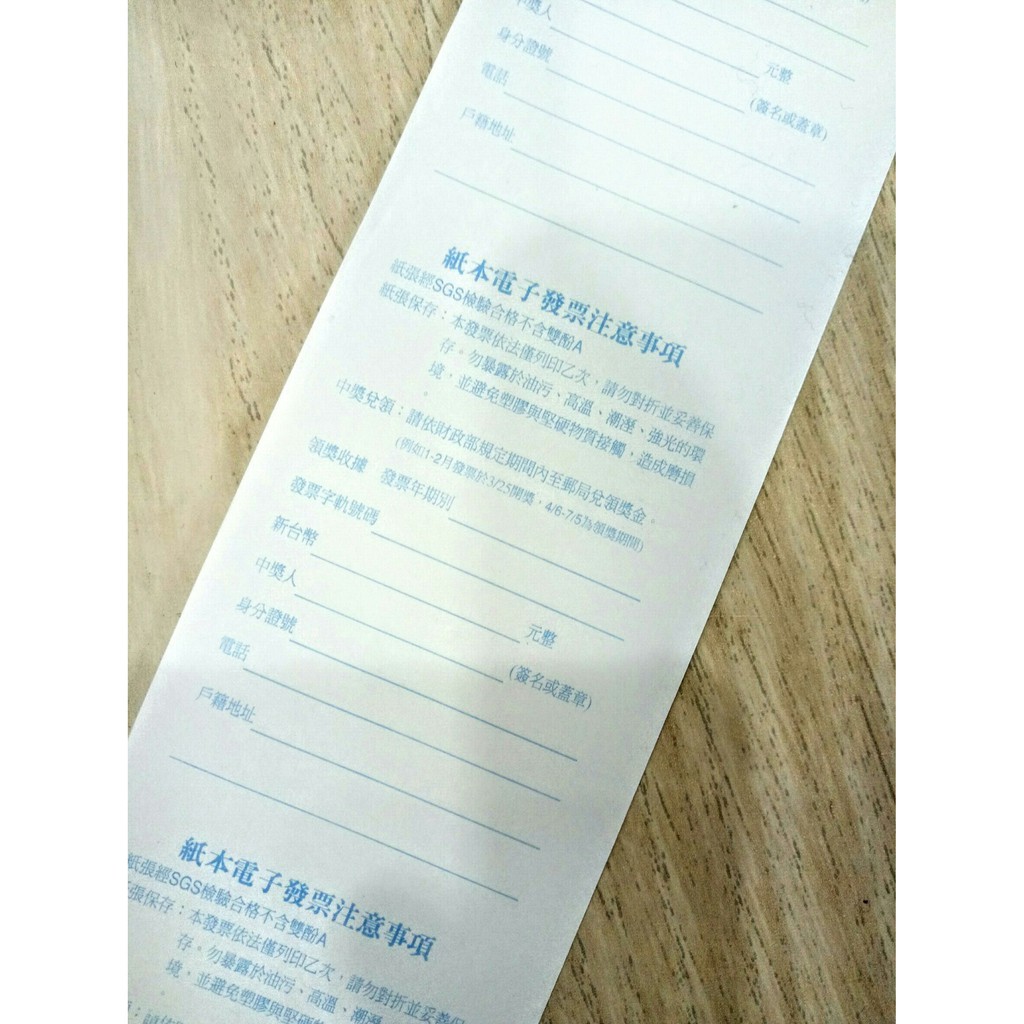 中獎人
元整
身分證號
(簽名或蓋章)
電話
戶籍地址
紙本電子發票注意事項
紙張經SGS檢驗合格不含雙酚A
紙張保存：本發票依法僅列印乙次，請勿對折並妥善保
存。勿暴露於油污、高溫、潮溼、強光的環
境，並避免塑膠與堅硬物質接觸，造成磨損
。
中獎兌領：請依財政部規定期間內至郵局兌領獎金。
(例如1-2月發票於3/25開獎，4/6-7/5為領獎期間)
領獎收據 發票年期別
發票字軌號碼
新台幣
元整
中獎人
(簽名或蓋章)
身分證號
電話
戶籍地址
紙本電子發票注意事項
紙張經SGS檢驗合格不含雙酚A
張保存：本發票依法僅列印乙次，請勿對折並妥善保
存。勿暴露於油污、高溫、潮溼
境，並避免塑膠與堅硬物